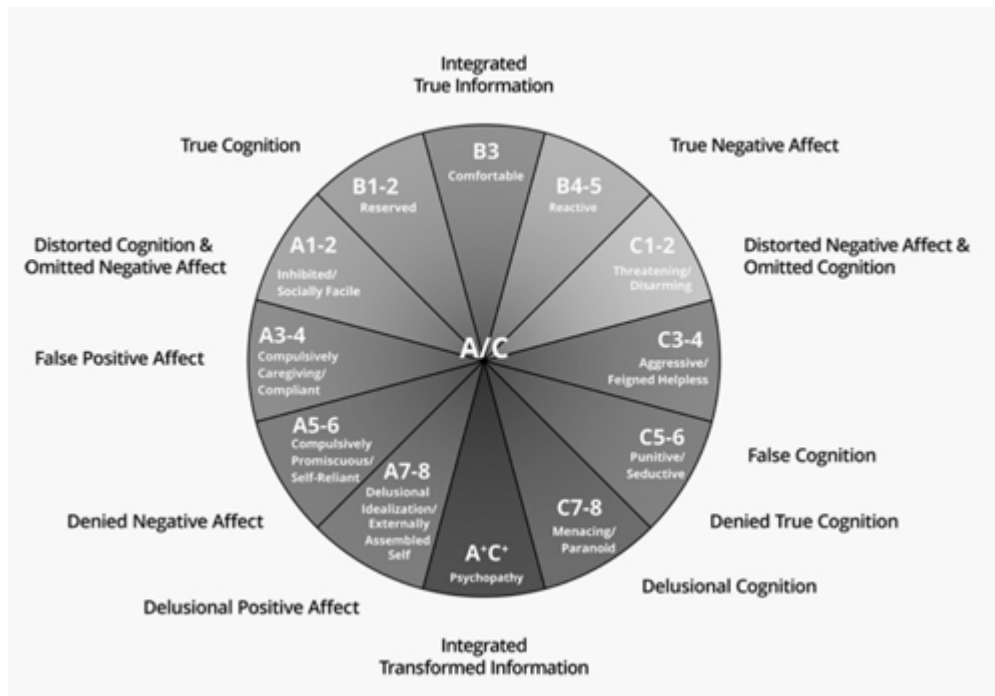 Integrated
True Information
True Cognition
True Negative Affect
B3
Comfortable
B1-2
Reserved
B4-5
Reactive
Distorted Cognition &
Omitted Negative Affect
A1-2
Inhibited/
Socially Facile
C1-2
Threatening/
Disarming
Distorted Negative Affect &
Omitted Cognition
A/C
False Positive Affect
A3-4
Compulsively
Caregiving/
Compliant
C3-4
Aggressive/
Feigned Helpless
A5-6
Compulsively
Promiscuous/
Self-Reliant
C5-6
Punitive/
Seductive
False Cognition
Denied Negative Affect
A7-8
Delusional
Idealization/
Externally
Assembled
Self
C7-8
Menacing/
Paranoid
Denied True Cognition
A⁺C⁺
Psychopathy
Delusional Cognition
Delusional Positive Affect
Integrated
Transformed Information